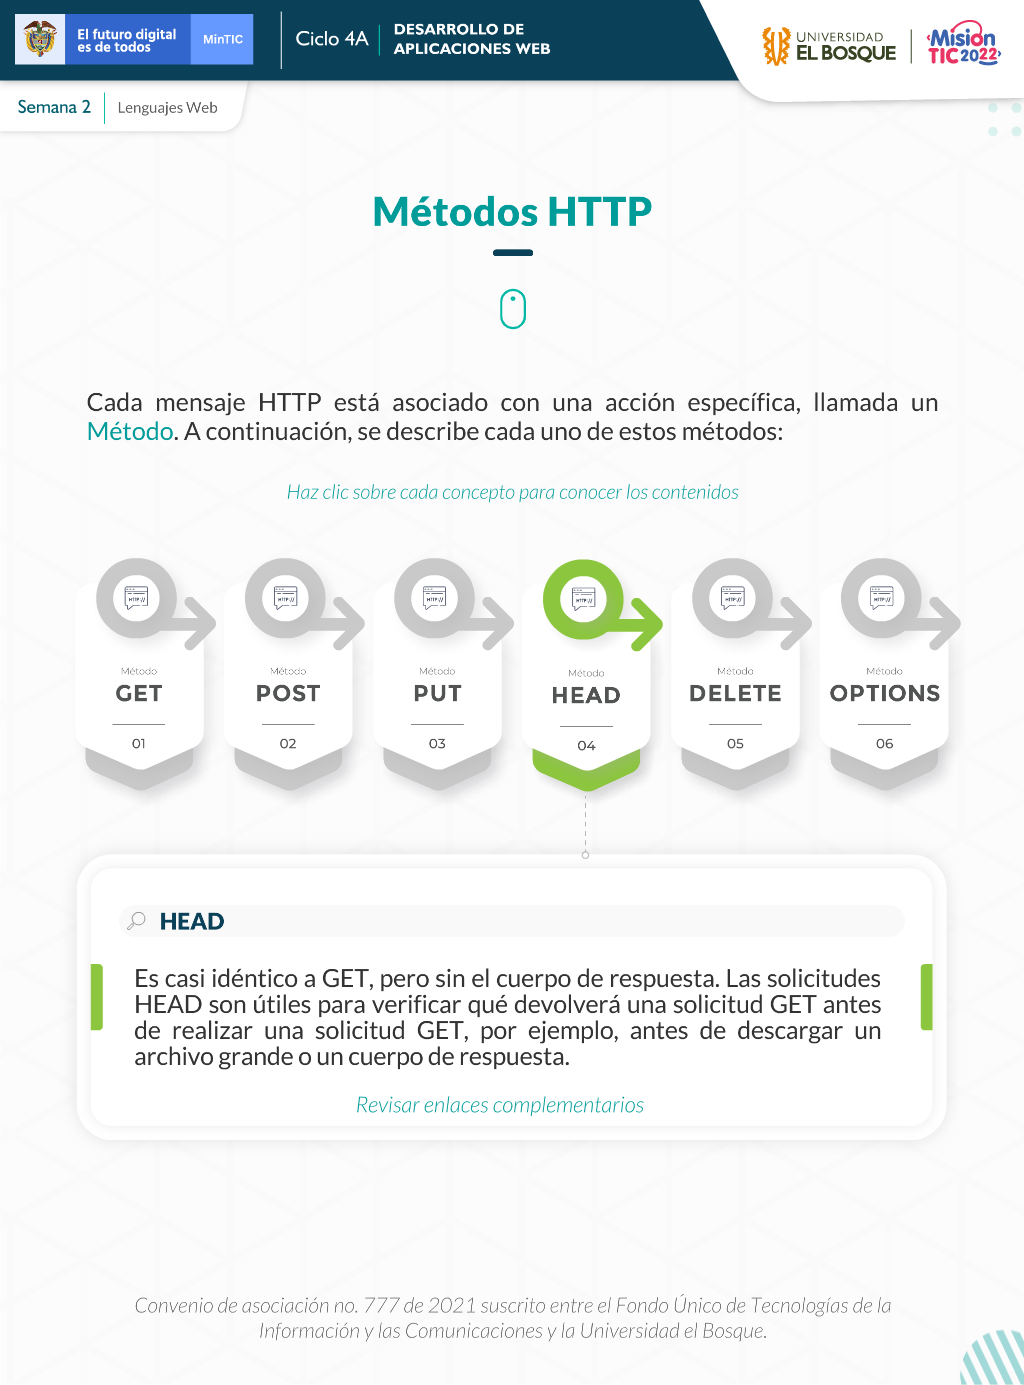 El futuro digital
es de todos
MinTIC
Ciclo 4A
DESARROLLO DE
APLICACIONES WEB
UNIVERSIDAD
EL BOSQUE
Misión
TIC 2022
Semana 2
Lenguajes Web
Métodos HTTP
Cada mensaje HTTP está asociado con una acción específica, llamada un
Método. A continuación, se describe cada uno de estos métodos:
Haz clic sobre cada concepto para conocer los contenidos
HTTP://
HTTP://
HTTP://
HTTP://
HTTP://
HTTP://
Método
GET
01
Método
POST
02
Método
PUT
03
Método
HEAD
04
Método
DELETE
05
Método
OPTIONS
06
HEAD
Es casi idéntico a GET, pero sin el cuerpo de respuesta. Las solicitudes
HEAD son útiles para verificar qué devolverá una solicitud GET antes
de realizar una solicitud GET, por ejemplo, antes de descargar un
archivo grande o un cuerpo de respuesta.
Revisar enlaces complementarios
Convenio de asociación no. 777 de 2021 suscrito entre el Fondo Único de Tecnologías de la
Información y las Comunicaciones y la Universidad el Bosque.